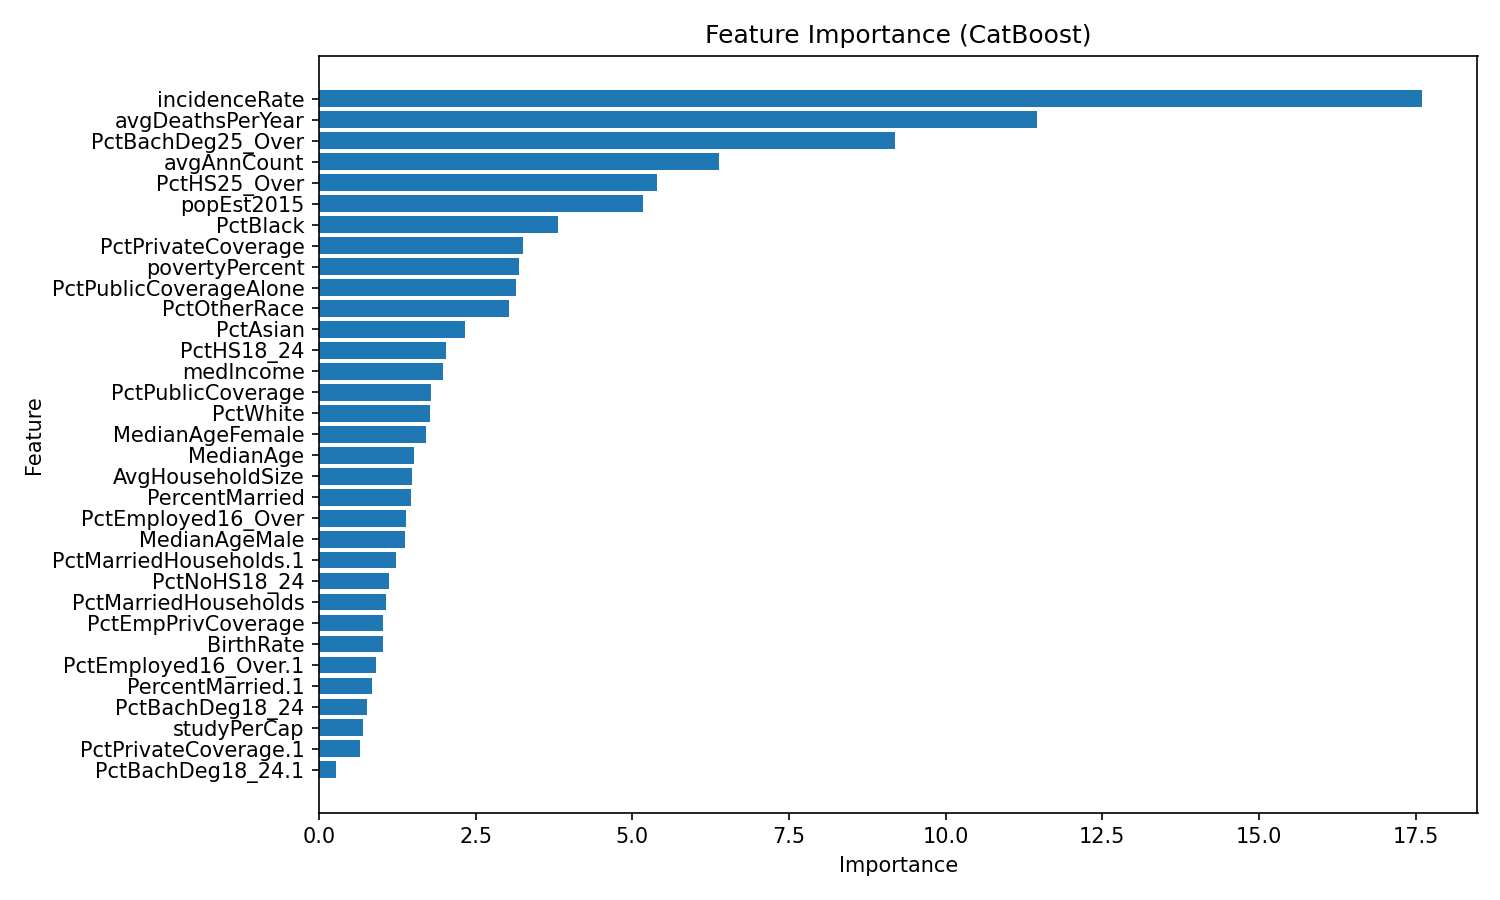 Feature Importance (CatBoost)
incidenceRate
avgDeathsPerYear
PctBachDeg25_Over
avgAnnCount
PctHS25_Over
popEst2015
PctBlack
PctPrivateCoverage
povertyPercent
PctPublicCoverageAlone
PctOtherRace
PctAsian
PctHS18_24
medIncome
PctPublicCoverage
PctWhite
MedianAgeFemale
MedianAge
AvgHouseholdSize
PercentMarried
PctEmployed16_Over
MedianAgeMale
PctMarriedHouseholds.1
PctNoHS18_24
PctMarriedHouseholds
PctEmpPrivCoverage
BirthRate
PctEmployed16_Over.1
PercentMarried.1
PctBachDeg18_24
studyPerCap
PctPrivateCoverage.1
PctBachDeg18_24.1
Feature
0.0 2.5 5.0 7.5 10.0 12.5 15.0 17.5
Importance